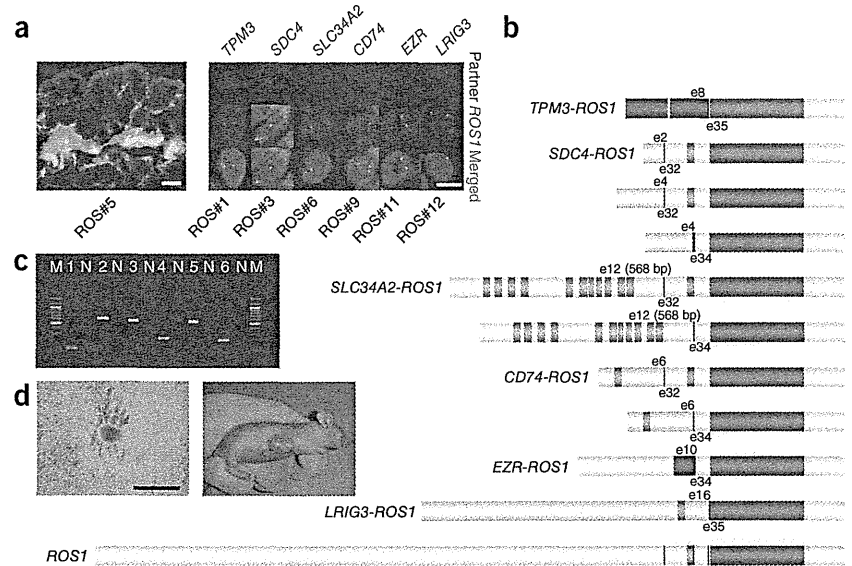 a
TPM3
SDC4
SLC34A2
CD74
EZR
LRIG3
Partner ROS1 Merged
ROS#5
ROS#1
ROS#3
ROS#6
ROS#9
ROS#11
ROS#12
b
e8
TPM3-ROS1
e35
e2
SDC4-ROS1
e32
e4
e32
e4
e34
e12 (568 bp)
SLC34A2-ROS1
e32
e12 (568 bp)
e34
e6
CD74-ROS1
e32
e6
e34
e10
EZR-ROS1
e34
e16
LRIG3-ROS1
e35
ROS1
c
M 1 N 2 N 3 N 4 N 5 N 6 N M
d